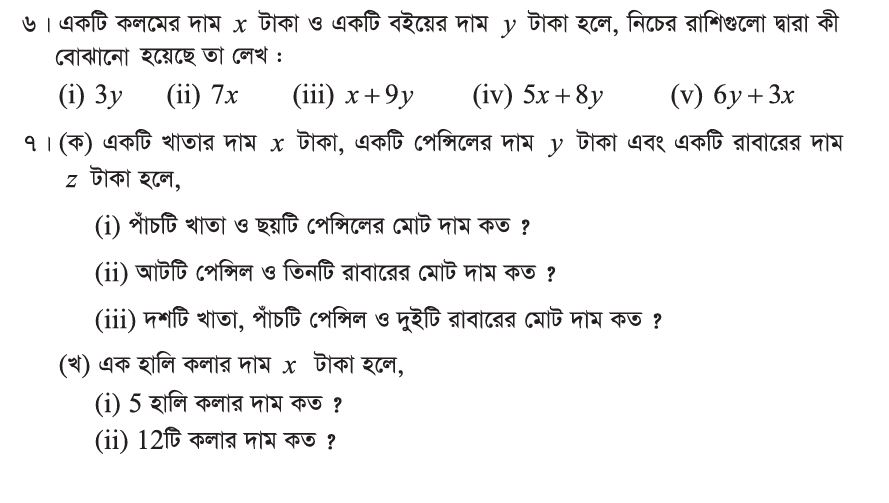 ৬। একটি কলমের দাম x টাকা ও একটি বইয়ের দাম y টাকা হলে, নিচের রাশিগুলো দ্বারা কী
বোঝানো হয়েছে তা লেখ :
(i) 3y (ii) 7x (iii) x + 9y (iv) 5x + 8y (v) 6y + 3x
৭। (ক) একটি খাতার দাম x টাকা, একটি পেন্সিলের দাম y টাকা এবং একটি রাবারের দাম
z টাকা হলে,
(i) পাঁচটি খাতা ও ছয়টি পেন্সিলের মোট দাম কত ?
(ii) আটটি পেন্সিল ও তিনটি রাবারের মোট দাম কত ?
(iii) দশটি খাতা, পাঁচটি পেন্সিল ও দুইটি রাবারের মোট দাম কত ?
(খ) এক হালি কলার দাম x টাকা হলে,
(i) 5 হালি কলার দাম কত ?
(ii) 12টি কলার দাম কত ?